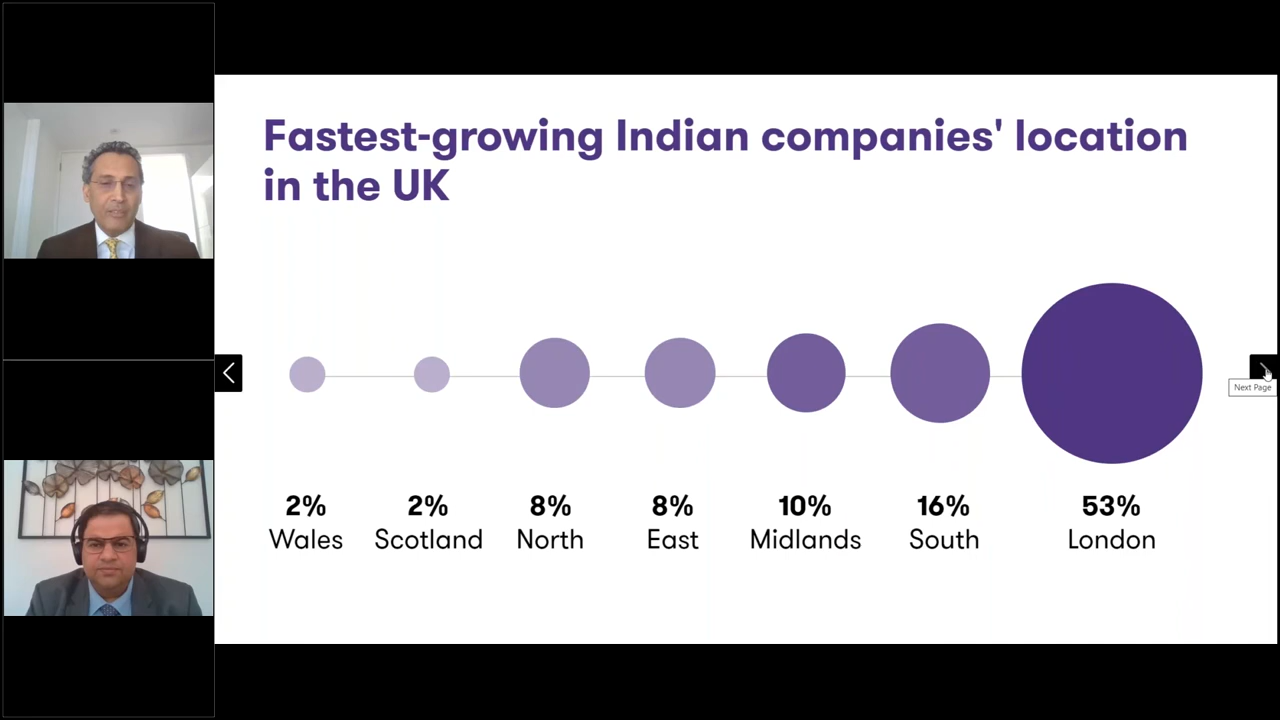 Fastest-growing Indian companies' location
in the UK
Next Page
2% 2% 8% 8% 10% 16% 53%
Wales Scotland North East Midlands South London